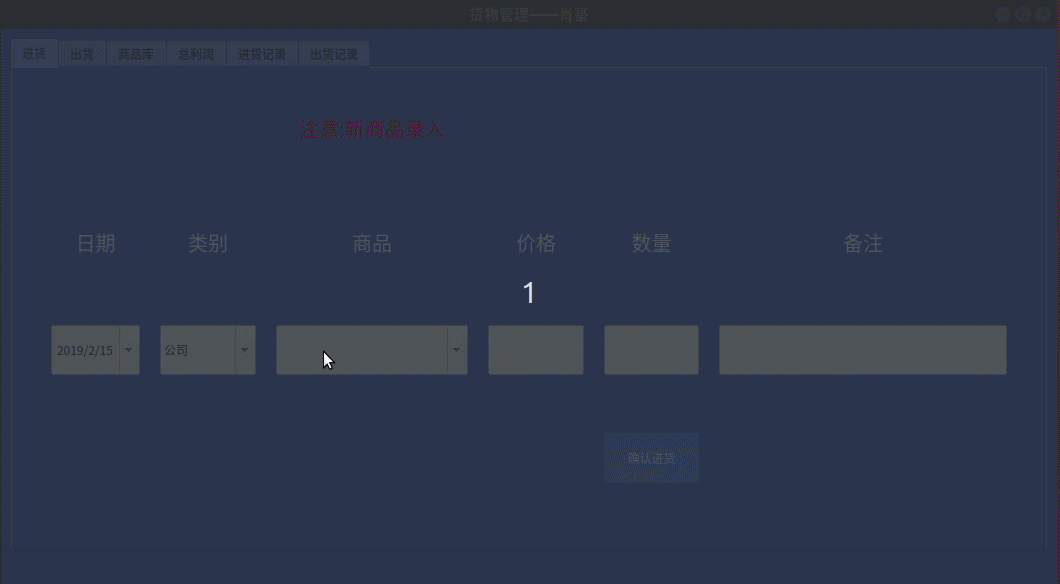 货物管理——肖豪
进货 出货 商品库 总利润 进货记录 出货记录
注意:新商品录入
日期 类别 商品 价格 数量 备注
1
2019/2/15 公司
确认进货